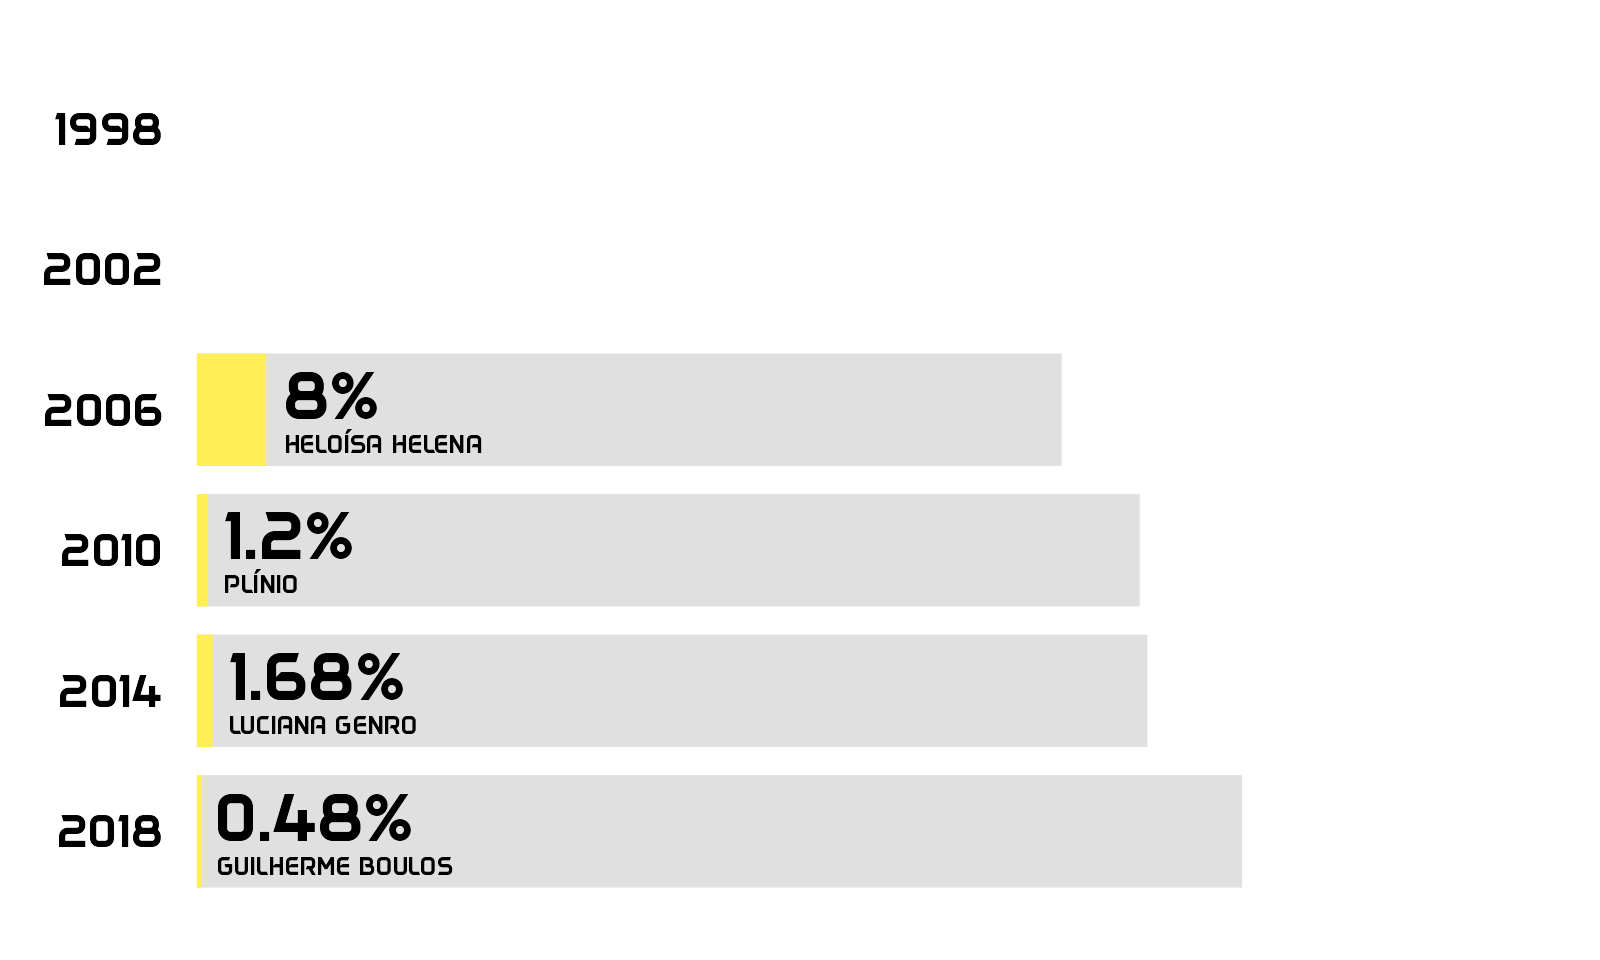 1998
2002
2006
8%
HELOÍSA HELENA
2010
1.2%
PLÍNIO
2014
1.68%
LUCIANA GENRO
2018
0.48%
GUILHERME BOULOS